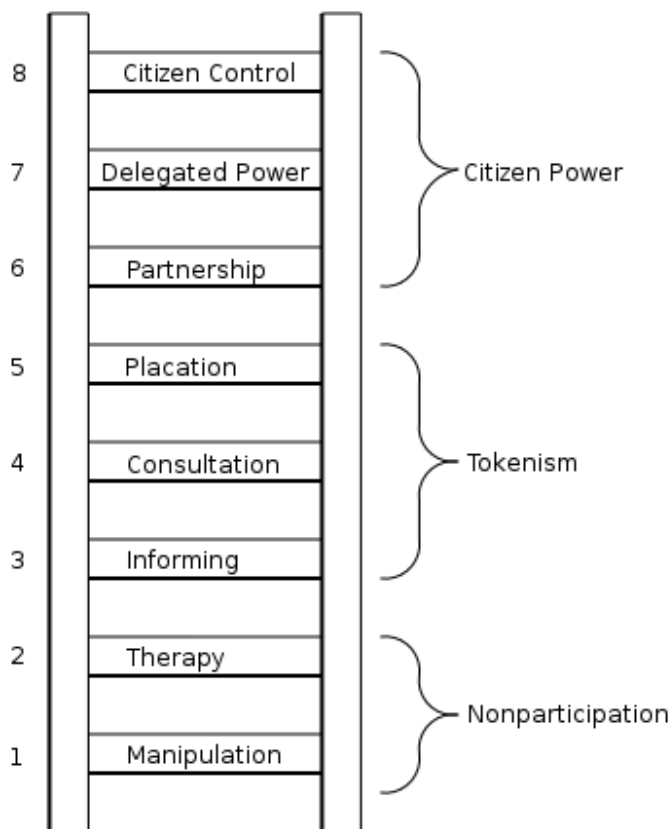 8 Citizen Control
7 Delegated Power Citizen Power
6 Partnership
5 Placation
4 Consultation Tokenism
3 Informing
2 Therapy
Nonparticipation
1 Manipulation